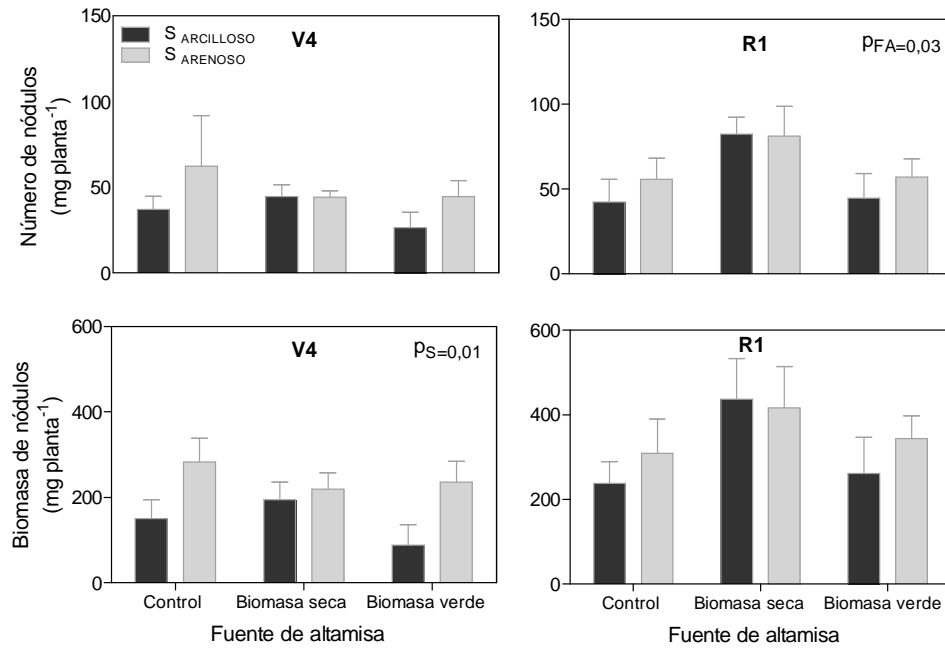 150
100
50
0
Número de nódulos
(mg planta⁻¹)
S ARCILLOSO
S ARENOSO
V4
150
100
50
0
R1
pFA=0,03
600
400
200
0
Biomasa de nódulos
(mg planta⁻¹)
V4
pS=0,01
Control
Biomasa seca
Biomasa verde
Fuente de altamisa
600
400
200
0
R1
Control
Biomasa seca
Biomasa verde
Fuente de altamisa